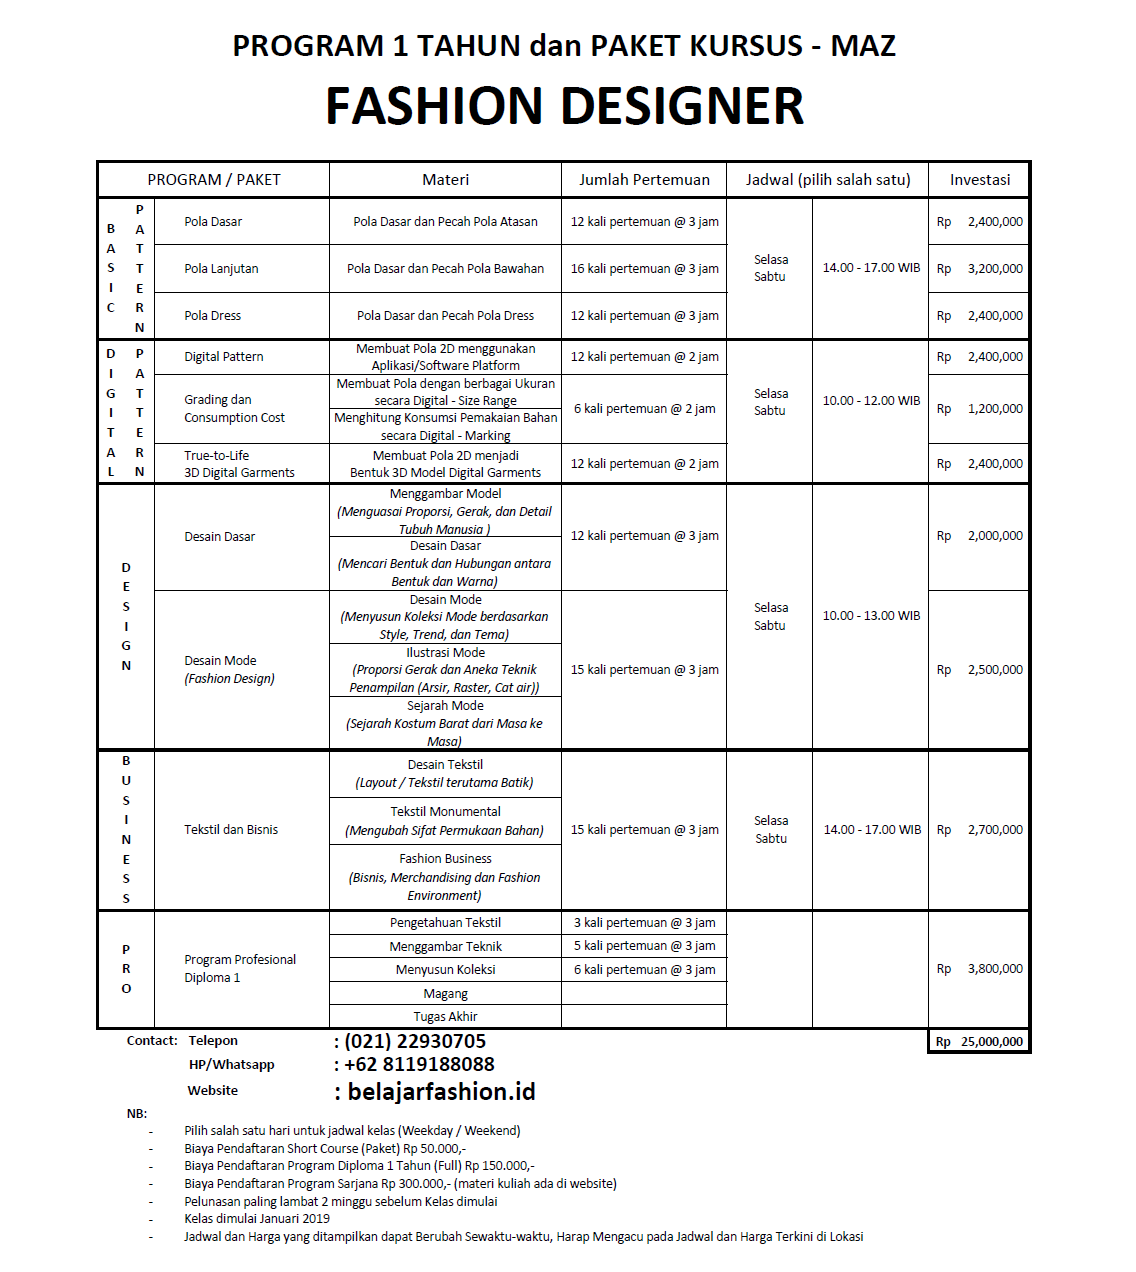 PROGRAM 1 TAHUN dan PAKET KURSUS - MAZ
FASHION DESIGNER
PROGRAM / PAKET Materi Jumlah Pertemuan Jadwal (pilih salah satu) Investasi
BASIC PATTERN
Pola Dasar Pola Dasar dan Pecah Pola Atasan 12 kali pertemuan @ 3 jam Rp 2,400,000
Pola Lanjutan Pola Dasar dan Pecah Pola Bawahan 16 kali pertemuan @ 3 jam Rp 3,200,000
Selasa
Sabtu
14.00 - 17.00 WIB
Pola Dress Pola Dasar dan Pecah Pola Dress 12 kali pertemuan @ 3 jam Rp 2,400,000
DIGITAL PATTERN
Digital Pattern
Membuat Pola 2D menggunakan
Aplikasi/Software Platform
12 kali pertemuan @ 2 jam Rp 2,400,000
Grading dan
Consumption Cost
Membuat Pola dengan berbagai Ukuran
secara Digital - Size Range
Menghitung Konsumsi Pemakaian Bahan
secara Digital - Marking
6 kali pertemuan @ 2 jam
Selasa
Sabtu
10.00 - 12.00 WIB
Rp 1,200,000
True-to-Life
3D Digital Garments
Membuat Pola 2D menjadi
Bentuk 3D Model Digital Garments
12 kali pertemuan @ 2 jam Rp 2,400,000
DESIGN
Desain Dasar
Menggambar Model
(Menguasai Proporsi, Gerak, dan Detail
Tubuh Manusia )
Desain Dasar
(Mencari Bentuk dan Hubungan antara
Bentuk dan Warna)
12 kali pertemuan @ 3 jam Rp 2,000,000
Selasa
Sabtu
10.00 - 13.00 WIB
Desain Mode
(Fashion Design)
Desain Mode
(Menyusun Koleksi Mode berdasarkan
Style, Trend, dan Tema)
Ilustrasi Mode
(Proporsi Gerak dan Aneka Teknik
Penampilan (Arsir, Raster, Cat air))
Sejarah Mode
(Sejarah Kostum Barat dari Masa ke
Masa)
15 kali pertemuan @ 3 jam Rp 2,500,000
BUSINESS
Tekstil dan Bisnis
Desain Tekstil
(Layout / Tekstil terutama Batik)
Tekstil Monumental
(Mengubah Sifat Permukaan Bahan)
Fashion Business
(Bisnis, Merchandising dan Fashion
Environment)
15 kali pertemuan @ 3 jam
Selasa
Sabtu
14.00 - 17.00 WIB
Rp 2,700,000
PRO
Program Profesional
Diploma 1
Pengetahuan Tekstil 3 kali pertemuan @ 3 jam
Menggambar Teknik 5 kali pertemuan @ 3 jam
Menyusun Koleksi 6 kali pertemuan @ 3 jam
Magang
Tugas Akhir
Rp 3,800,000
Rp 25,000,000
Contact: Telepon : (021) 22930705
HP/Whatsapp : +62 8119188088
Website : belajarfashion.id
NB:
- Pilih salah satu hari untuk jadwal kelas (Weekday / Weekend)
- Biaya Pendaftaran Short Course (Paket) Rp 50.000,-
- Biaya Pendaftaran Program Diploma 1 Tahun (Full) Rp 150.000,-
- Biaya Pendaftaran Program Sarjana Rp 300.000,- (materi kuliah ada di website)
- Pelunasan paling lambat 2 minggu sebelum Kelas dimulai
- Kelas dimulai Januari 2019
- Jadwal dan Harga yang ditampilkan dapat Berubah Sewaktu-waktu, Harap Mengacu pada Jadwal dan Harga Terkini di Lokasi